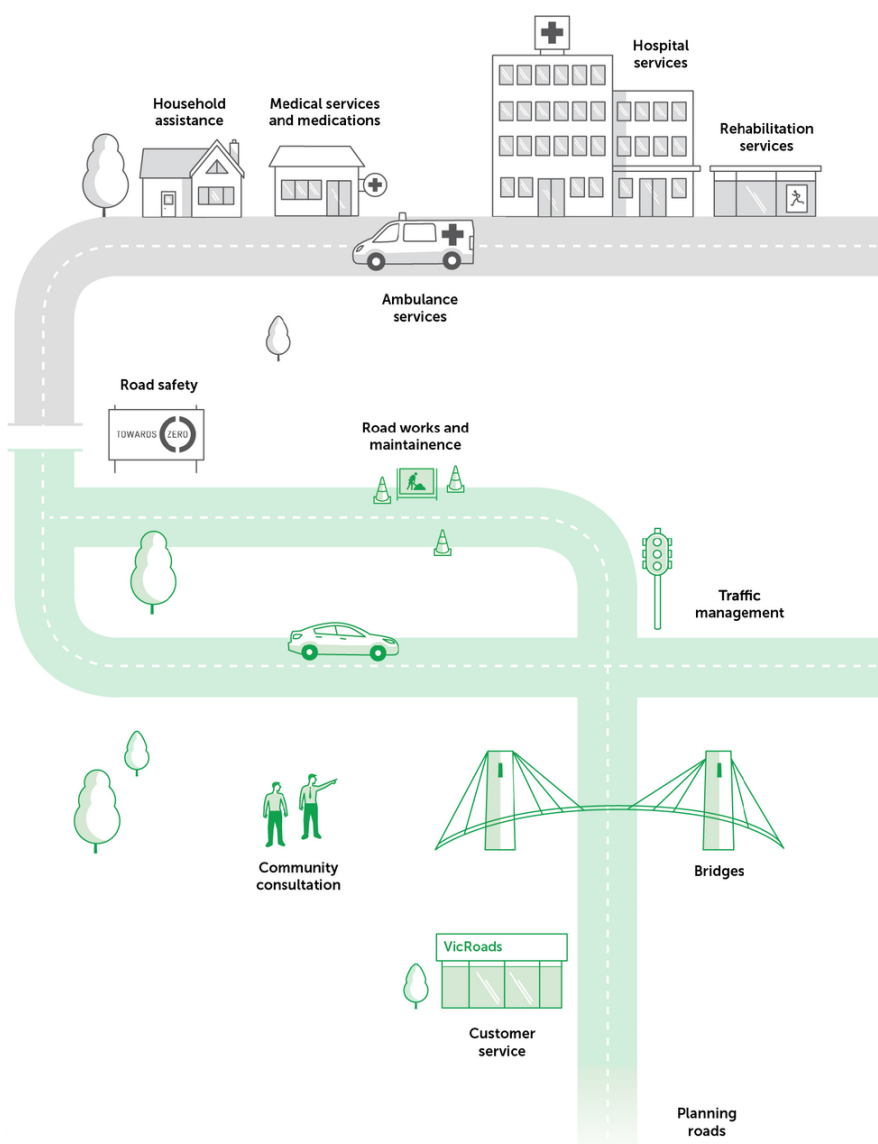 Hospital
services
Household
assistance
Medical services
and medications
Rehabilitation
services
Ambulance
services
Road safety
TOWARDS ZERO
Road works and
maintainence
Traffic
management
Community
consultation
Bridges
VicRoads
Customer
service
Planning
roads